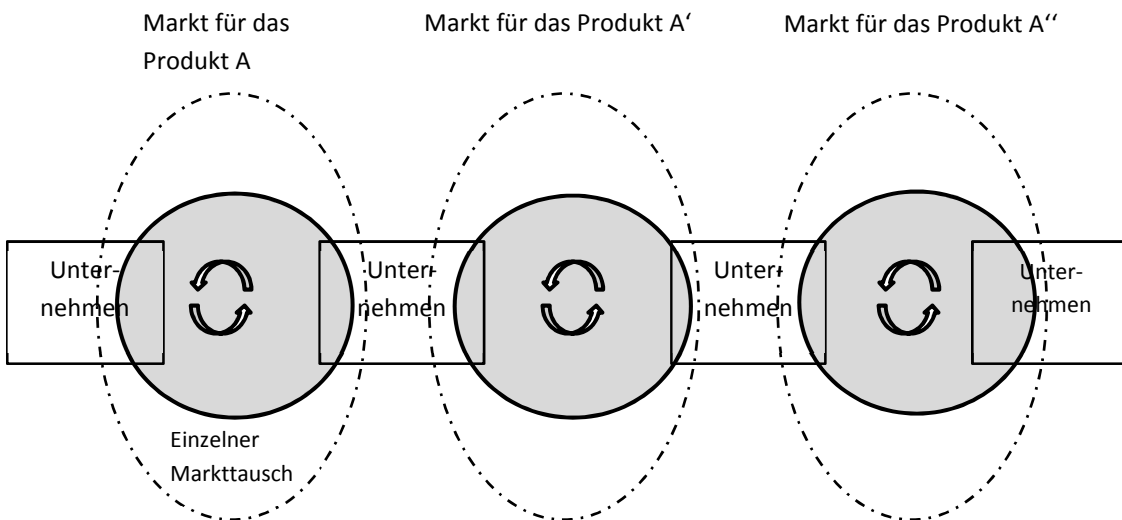 Markt für das
Produkt A
Markt für das Produkt A‘
Markt für das Produkt A‘‘
Unter-
nehmen
Unter-
nehmen
Unter-
nehmen
Unter-
nehmen
Einzelner
Markttausch